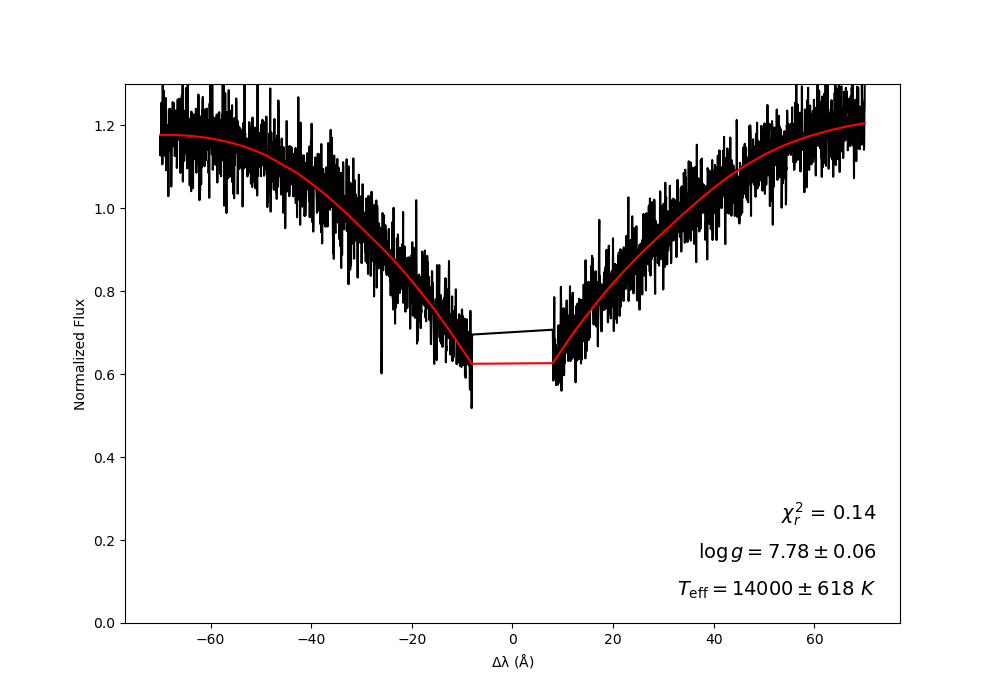 1.2
1.0
0.8
0.6
0.4
0.2
0.0
Normalized Flux
χ²ᵣ = 0.14
log g = 7.78 ± 0.06
T_eff = 14000 ± 618 K
−60 −40 −20 0 20 40 60
Δλ (Å)